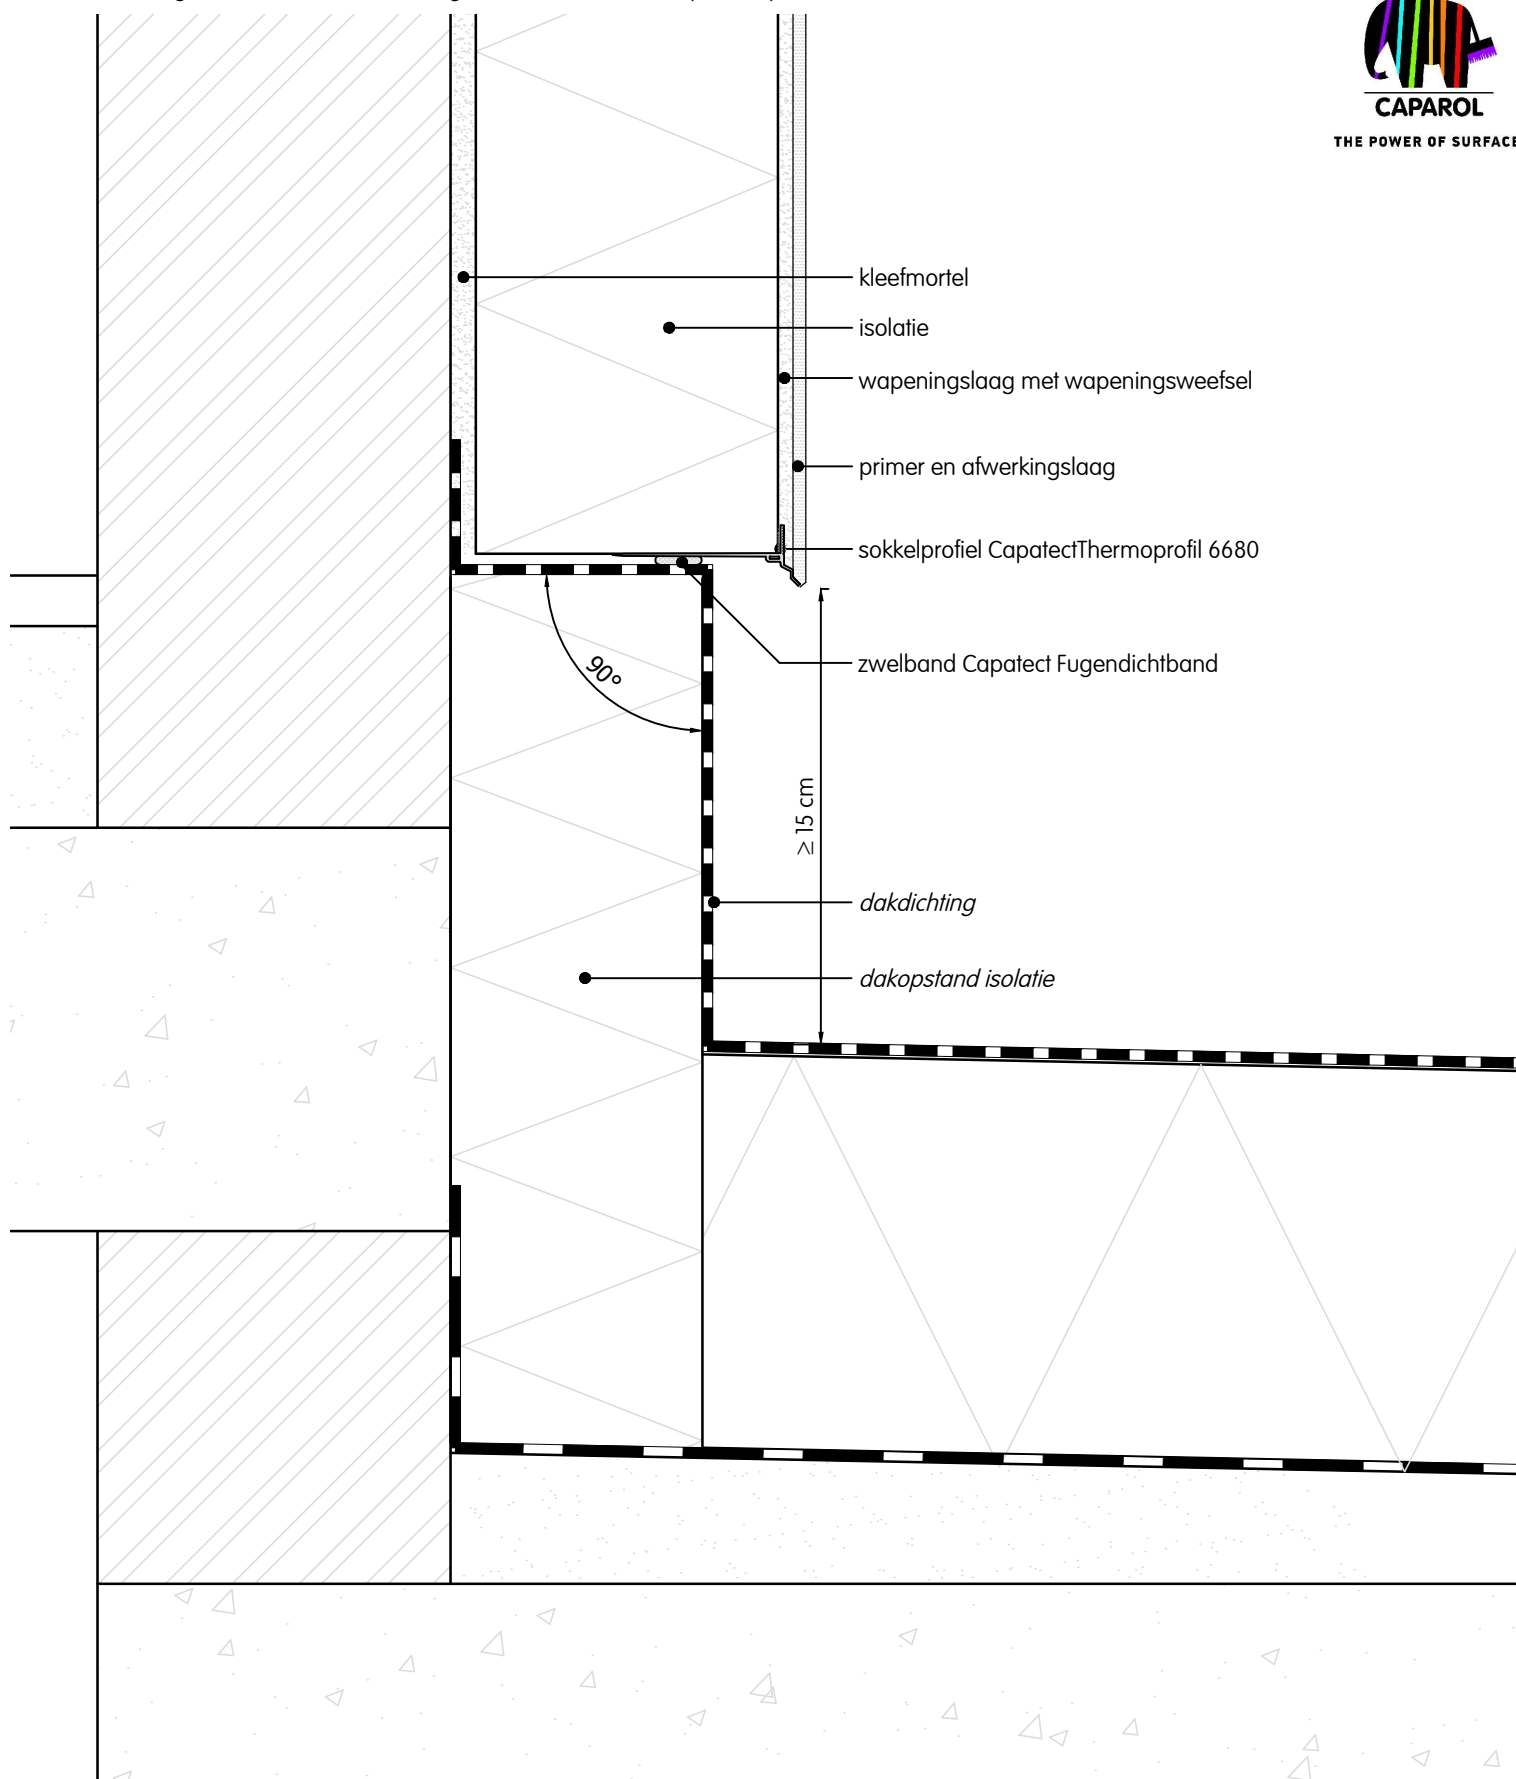 CAPAROL
THE POWER OF SURFACE
kleefmortel
isolatie
wapeningslaag met wapeningsweefsel
primer en afwerkingslaag
sokkelprofiel CapatectThermoprofil 6680
zwelband Capatect Fugendichtband
90°
≥ 15 cm
dakdichting
dakopstand isolatie